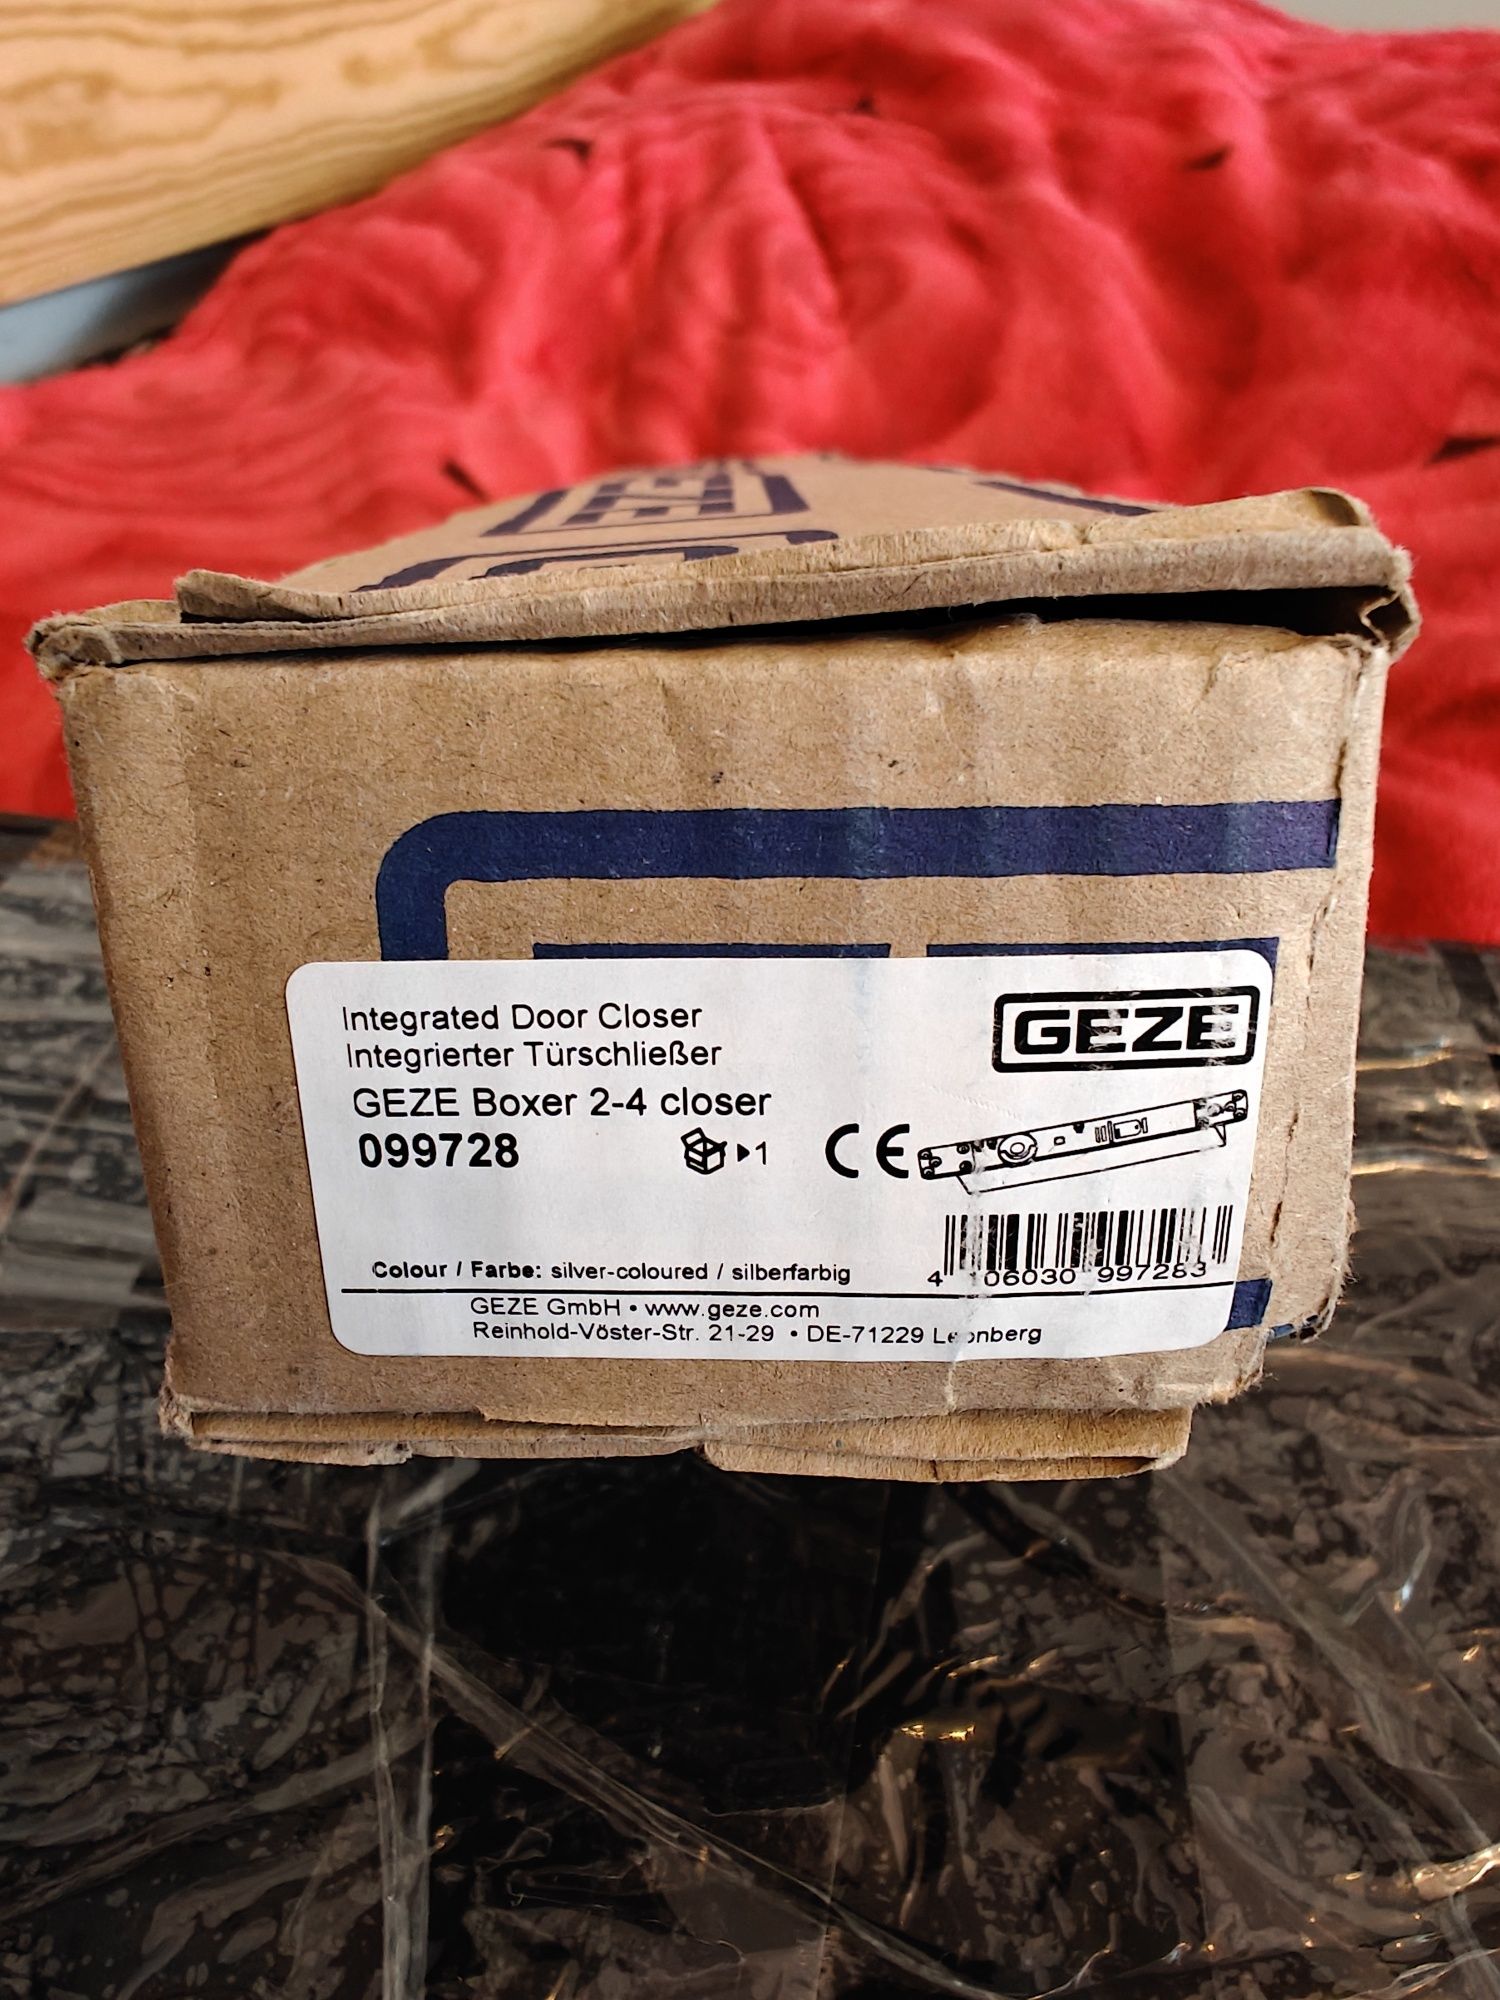 GEZE
Integrated Door Closer
Integrierter Türschließer
GEZE
GEZE Boxer 2-4 closer
099728
1
CE
Colour / Farbe: silver-coloured / silberfarbig
4 106030 997283
GEZE GmbH • www.geze.com
Reinhold-Vöster-Str. 21-29 • DE-71229 Leonberg